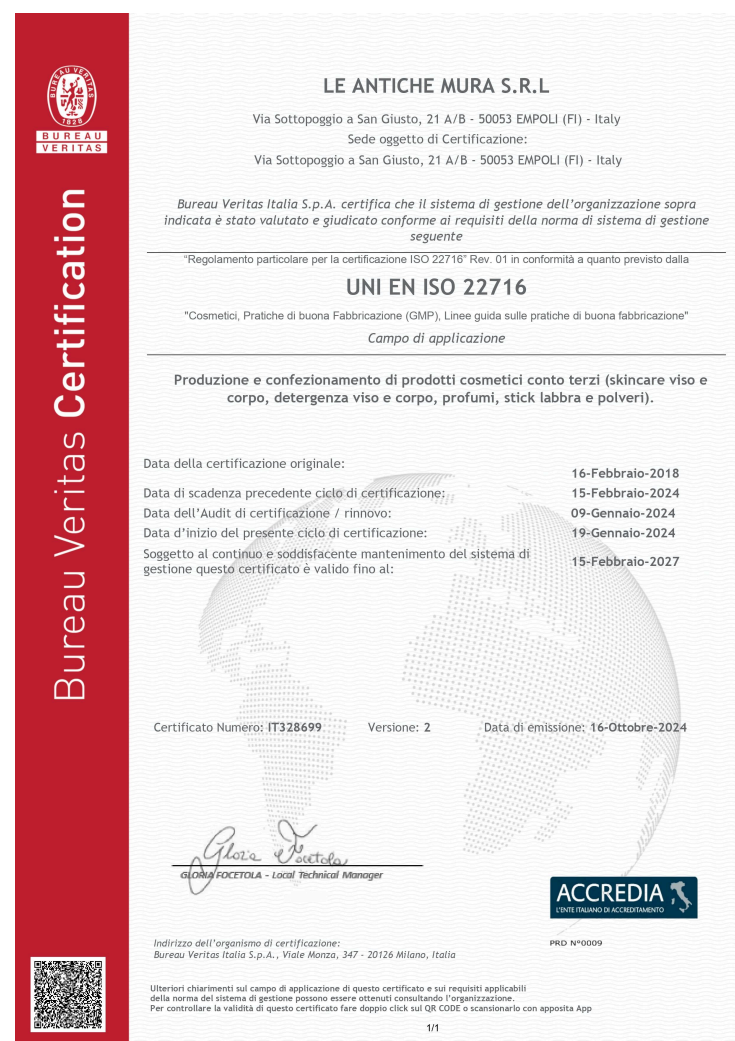 BUREAU VERITAS
1828
BUREAU
VERITAS
Bureau Veritas Certification
LE ANTICHE MURA S.R.L
Via Sottopoggio a San Giusto, 21 A/B - 50053 EMPOLI (FI) - Italy
Sede oggetto di Certificazione:
Via Sottopoggio a San Giusto, 21 A/B - 50053 EMPOLI (FI) - Italy
Bureau Veritas Italia S.p.A. certifica che il sistema di gestione dell’organizzazione sopra
indicata è stato valutato e giudicato conforme ai requisiti della norma di sistema di gestione
seguente
“Regolamento particolare per la certificazione ISO 22716” Rev. 01 in conformità a quanto previsto dalla
UNI EN ISO 22716
"Cosmetici, Pratiche di buona Fabbricazione (GMP), Linee guida sulle pratiche di buona fabbricazione"
Campo di applicazione
Produzione e confezionamento di prodotti cosmetici conto terzi (skincare viso e
corpo, detergenza viso e corpo, profumi, stick labbra e polveri).
Data della certificazione originale:
16-Febbraio-2018
Data di scadenza precedente ciclo di certificazione: 15-Febbraio-2024
Data dell’Audit di certificazione / rinnovo: 09-Gennaio-2024
Data d’inizio del presente ciclo di certificazione: 19-Gennaio-2024
Soggetto al continuo e soddisfacente mantenimento del sistema di
gestione questo certificato è valido fino al:
15-Febbraio-2027
Certificato Numero: IT328699 Versione: 2 Data di emissione: 16-Ottobre-2024
Gloria Focetola
GLORIA FOCETOLA - Local Technical Manager
ACCREDIA
L’ENTE ITALIANO DI ACCREDITAMENTO
PRD N°0009
Indirizzo dell’organismo di certificazione:
Bureau Veritas Italia S.p.A., Viale Monza, 347 - 20126 Milano, Italia
Ulteriori chiarimenti sul campo di applicazione di questo certificato e sui requisiti applicabili
della norma del sistema di gestione possono essere ottenuti consultando l’organizzazione.
Per controllare la validità di questo certificato fare doppio click sul QR CODE o scansionarlo con apposita App
1/1